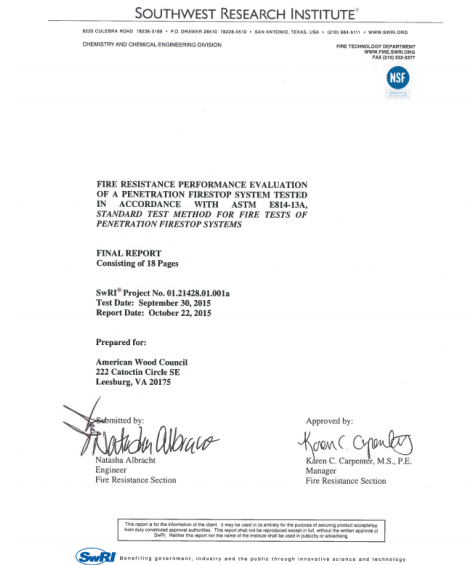 SOUTHWEST RESEARCH INSTITUTE®
6220 CULEBRA ROAD 78238-5166 • P.O. DRAWER 28510 78228-0510 • SAN ANTONIO, TEXAS, USA • (210) 684-5111 • WWW.SWRI.ORG
CHEMISTRY AND CHEMICAL ENGINEERING DIVISION
FIRE TECHNOLOGY DEPARTMENT
WWW.FIRE.SWRI.ORG
FAX (210) 522-3377
NSF
FIRE RESISTANCE PERFORMANCE EVALUATION
OF A PENETRATION FIRESTOP SYSTEM TESTED
IN ACCORDANCE WITH ASTM E814-13A,
STANDARD TEST METHOD FOR FIRE TESTS OF
PENETRATION FIRESTOP SYSTEMS
FINAL REPORT
Consisting of 18 Pages
SwRI® Project No. 01.21428.01.001a
Test Date: September 30, 2015
Report Date: October 22, 2015
Prepared for:
American Wood Council
222 Catoctin Circle SE
Leesburg, VA 20175
Submitted by:
Natasha Albracht
Natasha Albracht
Engineer
Fire Resistance Section
Approved by:
Karen C. Carpenter
Karen C. Carpenter, M.S., P.E.
Manager
Fire Resistance Section
This report is for the information of the client. It may be used in its entirety for the purpose of securing product acceptance
from duly constituted approval authorities. This report shall not be reproduced except in full, without the written approval of
SwRI. Neither this report nor the name of the Institute shall be used in publicity or advertising.
SwRI Benefiting government, industry and the public through innovative science and technology